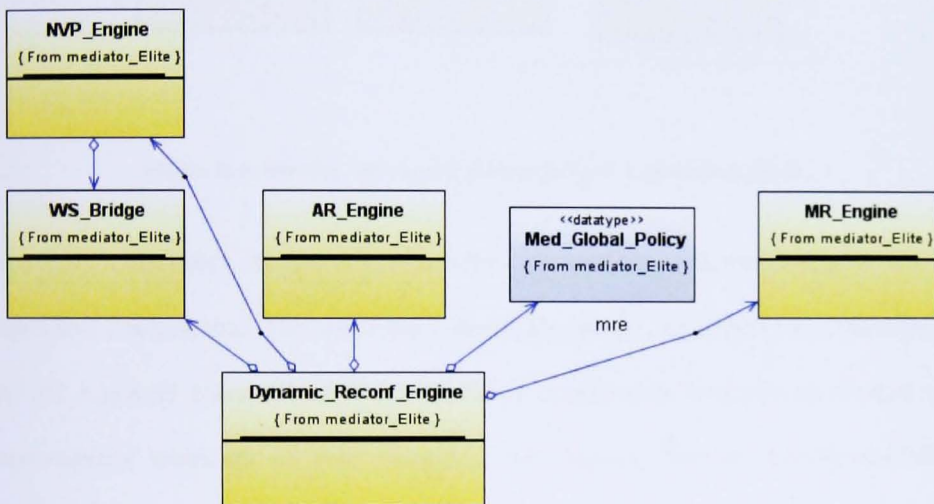 NVP_Engine
{ From mediator_Elite }
WS_Bridge
{ From mediator_Elite }
AR_Engine
{ From mediator_Elite }
<<datatype>>
Med_Global_Policy
{ From mediator_Elite }
MR_Engine
{ From mediator_Elite }
mre
Dynamic_Reconf_Engine
{ From mediator_Elite }